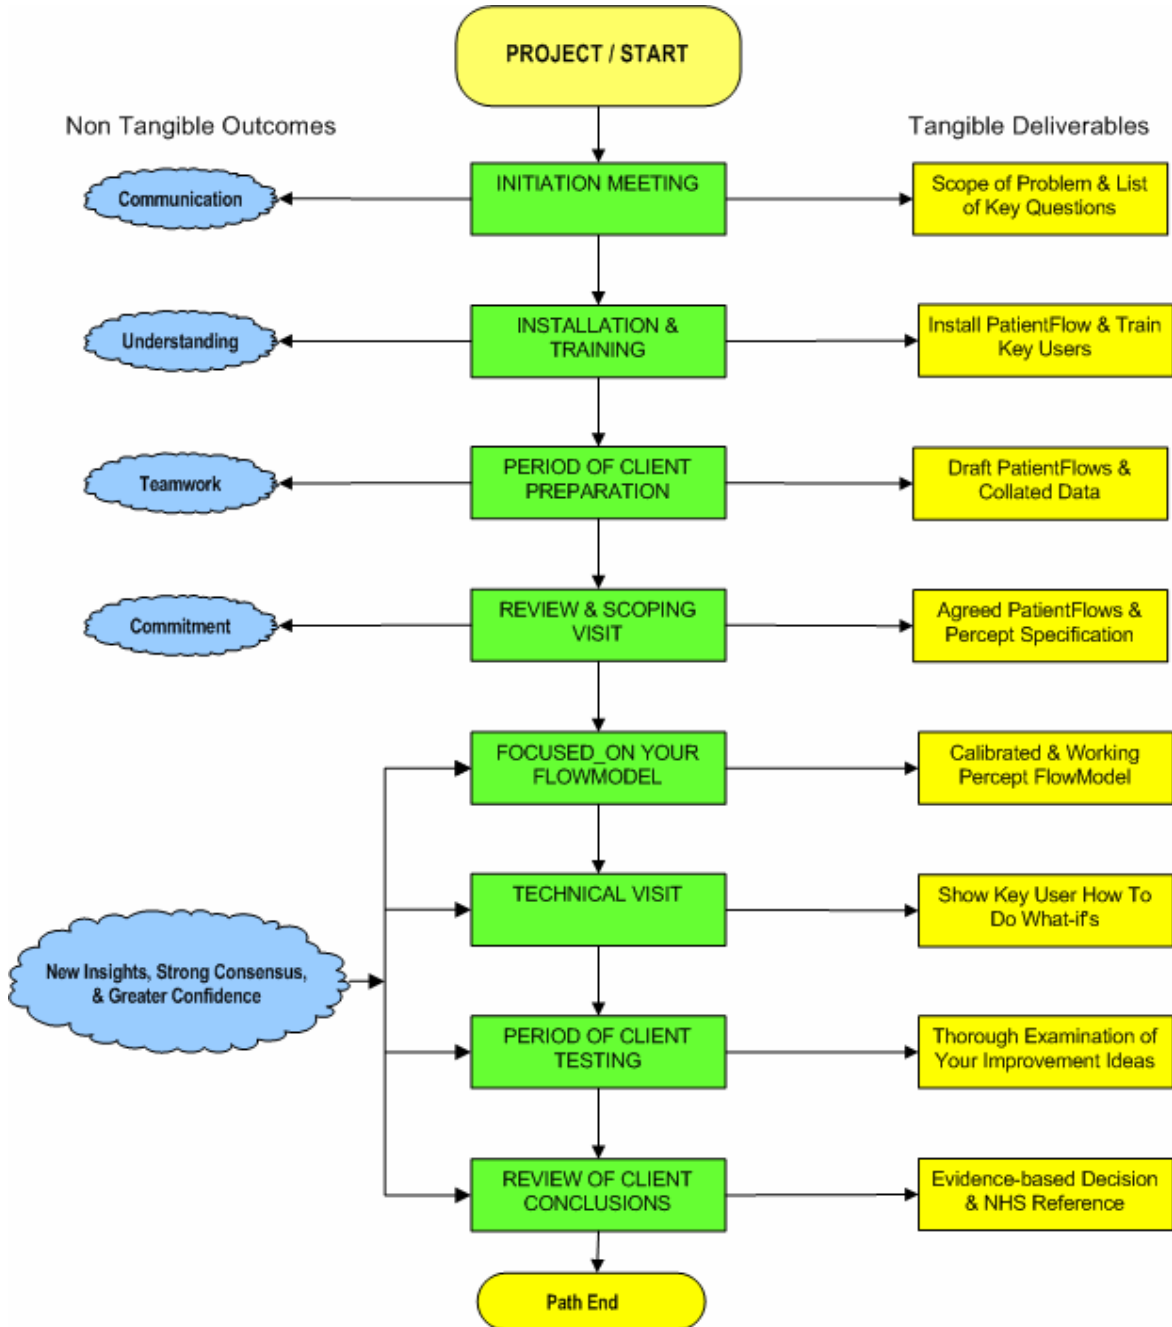 PROJECT / START
Non Tangible Outcomes
Tangible Deliverables
Communication
INITIATION MEETING
Scope of Problem & List
of Key Questions
Understanding
INSTALLATION &
TRAINING
Install PatientFlow & Train
Key Users
Teamwork
PERIOD OF CLIENT
PREPARATION
Draft PatientFlows &
Collated Data
Commitment
REVIEW & SCOPING
VISIT
Agreed PatientFlows &
Percept Specification
FOCUSED_ON YOUR
FLOWMODEL
Calibrated & Working
Percept FlowModel
TECHNICAL VISIT
Show Key User How To
Do What-if's
New Insights, Strong Consensus,
& Greater Confidence
PERIOD OF CLIENT
TESTING
Thorough Examination of
Your Improvement Ideas
REVIEW OF CLIENT
CONCLUSIONS
Evidence-based Decision
& NHS Reference
Path End